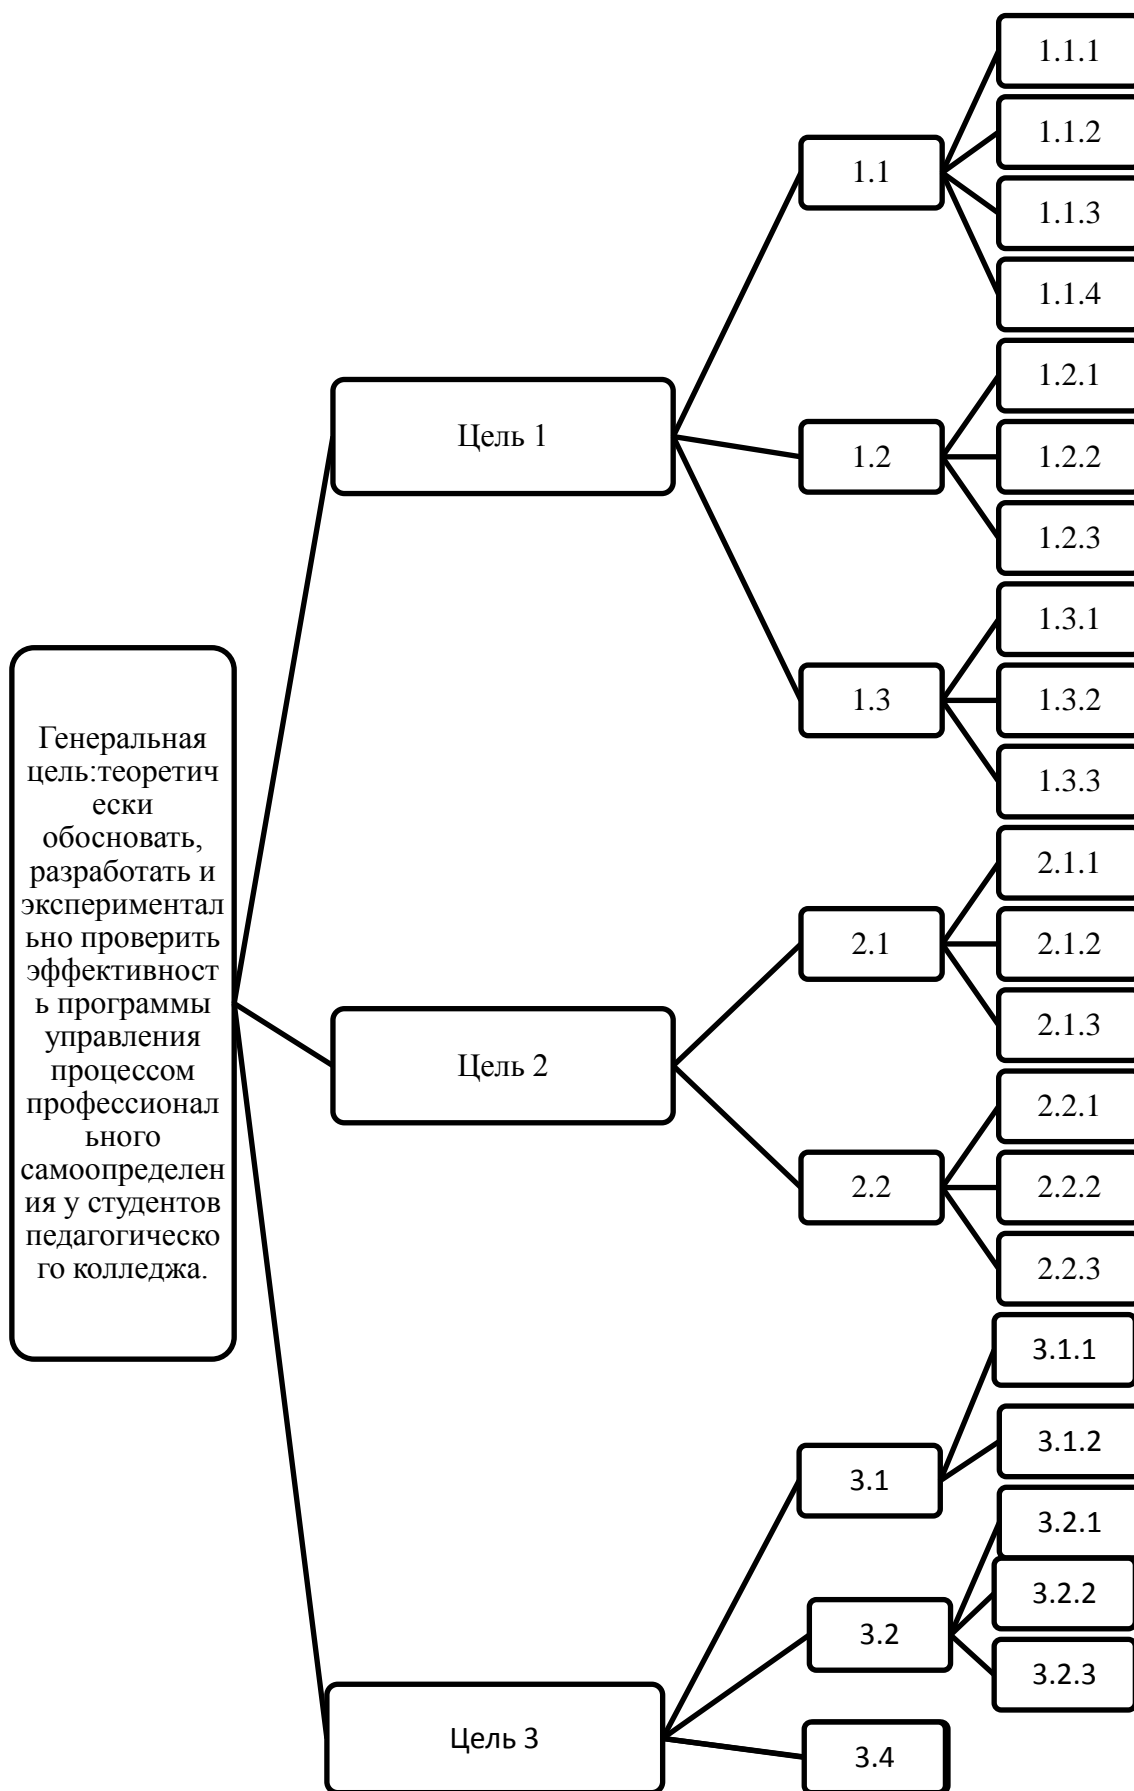 Генеральная
цель:теоретич
ески
обосновать,
разработать и
экспериментал
ьно проверить
эффективност
ь программы
управления
процессом
профессионал
ьного
самоопределен
ия у студентов
педагогическо
го колледжа.
Цель 1
1.1
1.1.1
1.1.2
1.1.3
1.1.4
1.2
1.2.1
1.2.2
1.2.3
1.3
1.3.1
1.3.2
1.3.3
Цель 2
2.1
2.1.1
2.1.2
2.1.3
2.2
2.2.1
2.2.2
2.2.3
Цель 3
3.1
3.1.1
3.1.2
3.2
3.2.1
3.2.2
3.2.3
3.4